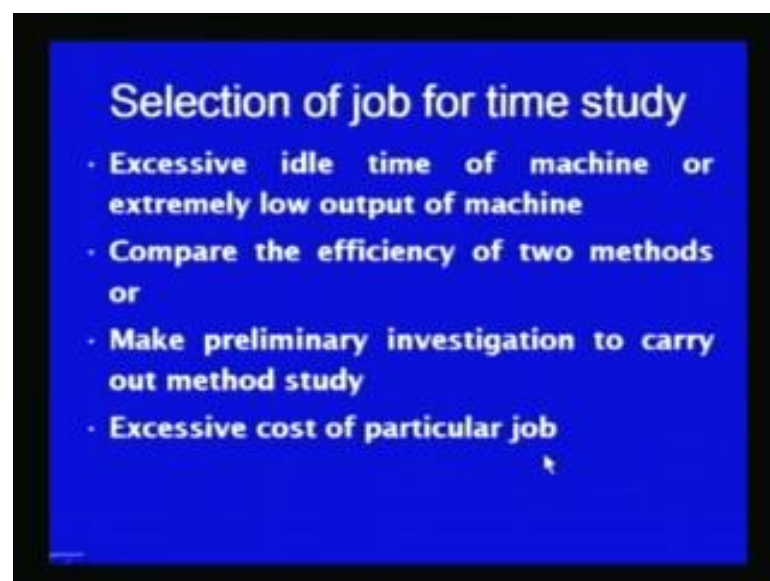 Selection of job for time study
· Excessive idle time of machine or
extremely low output of machine
· Compare the efficiency of two methods
or
· Make preliminary investigation to carry
out method study
· Excessive cost of particular job